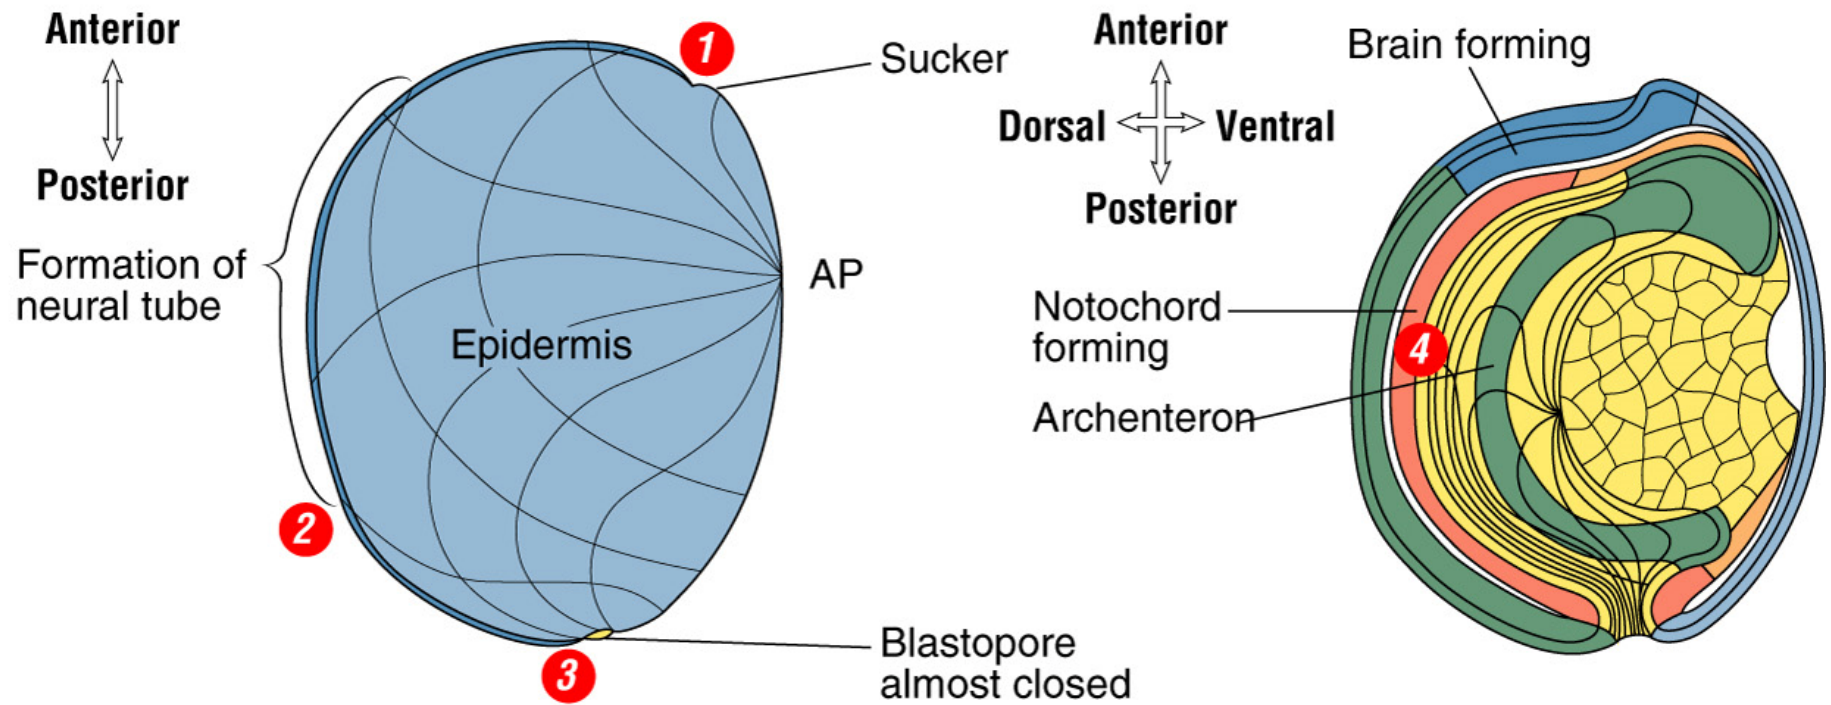 Anterior
Posterior
1
Sucker
Formation of
neural tube
AP
Epidermis
2
3
Blastopore
almost closed
Anterior
Dorsal
Ventral
Posterior
Brain forming
Notochord
forming
4
Archenteron